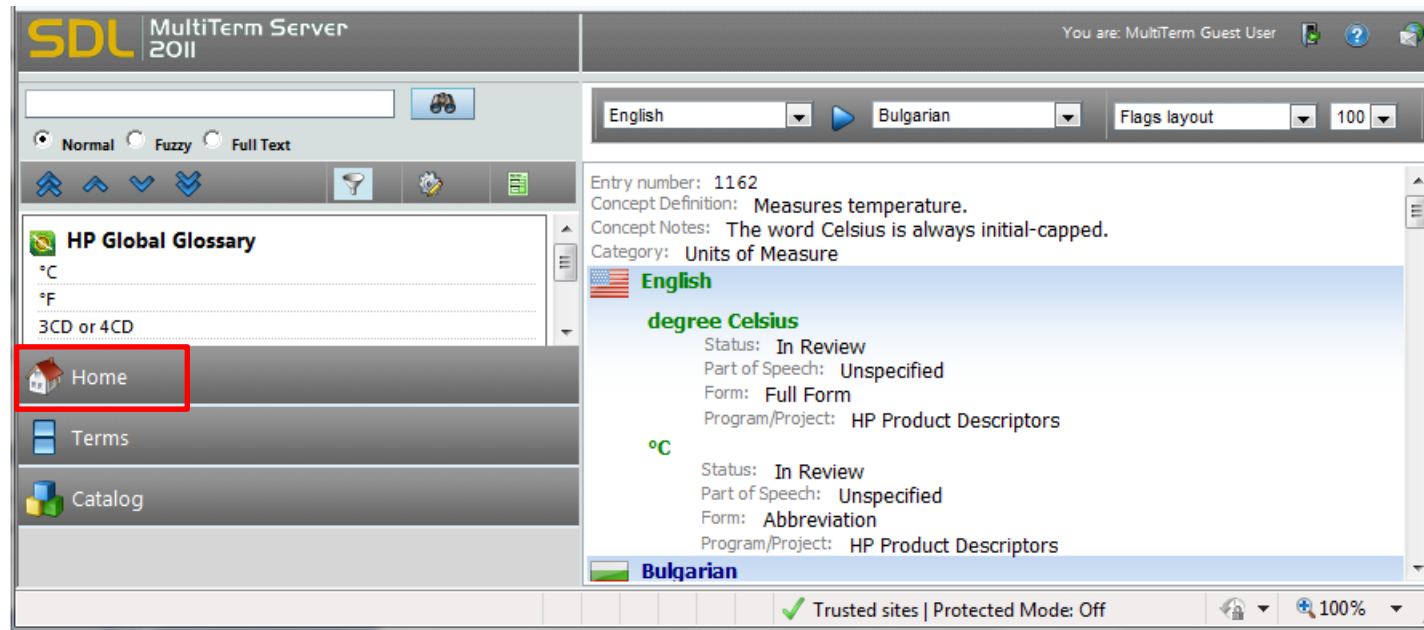 SDL MultiTerm Server 2011
You are: MultiTerm Guest User
Normal Fuzzy Full Text
English Bulgarian Flags layout 100
HP Global Glossary
°C
°F
3CD or 4CD
Home
Terms
Catalog
Entry number: 1162
Concept Definition: Measures temperature.
Concept Notes: The word Celsius is always initial-capped.
Category: Units of Measure
English
degree Celsius
Status: In Review
Part of Speech: Unspecified
Form: Full Form
Program/Project: HP Product Descriptors
°C
Status: In Review
Part of Speech: Unspecified
Form: Abbreviation
Program/Project: HP Product Descriptors
Bulgarian
Trusted sites | Protected Mode: Off
100%